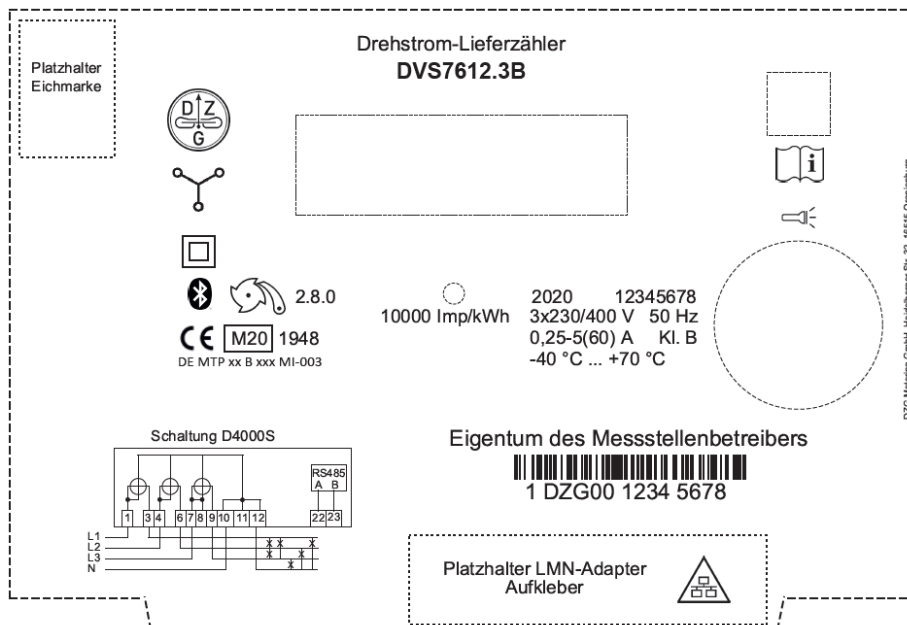 Platzhalter
Eichmarke
Drehstrom-Lieferzähler
DVS7612.3B
D Z
G
i
2.8.0
10000 Imp/kWh
2020 12345678
3x230/400 V 50 Hz
0,25-5(60) A Kl. B
-40 °C ... +70 °C
CE M20 1948
DE MTP xx B xxx MI-003
Schaltung D4000S
RS485
A B
1 3 4 6 7 8 9 10 11 12 22 23
L1
L2
L3
N
Eigentum des Messstellenbetreibers
1 DZG00 1234 5678
Platzhalter LMN-Adapter
Aufkleber